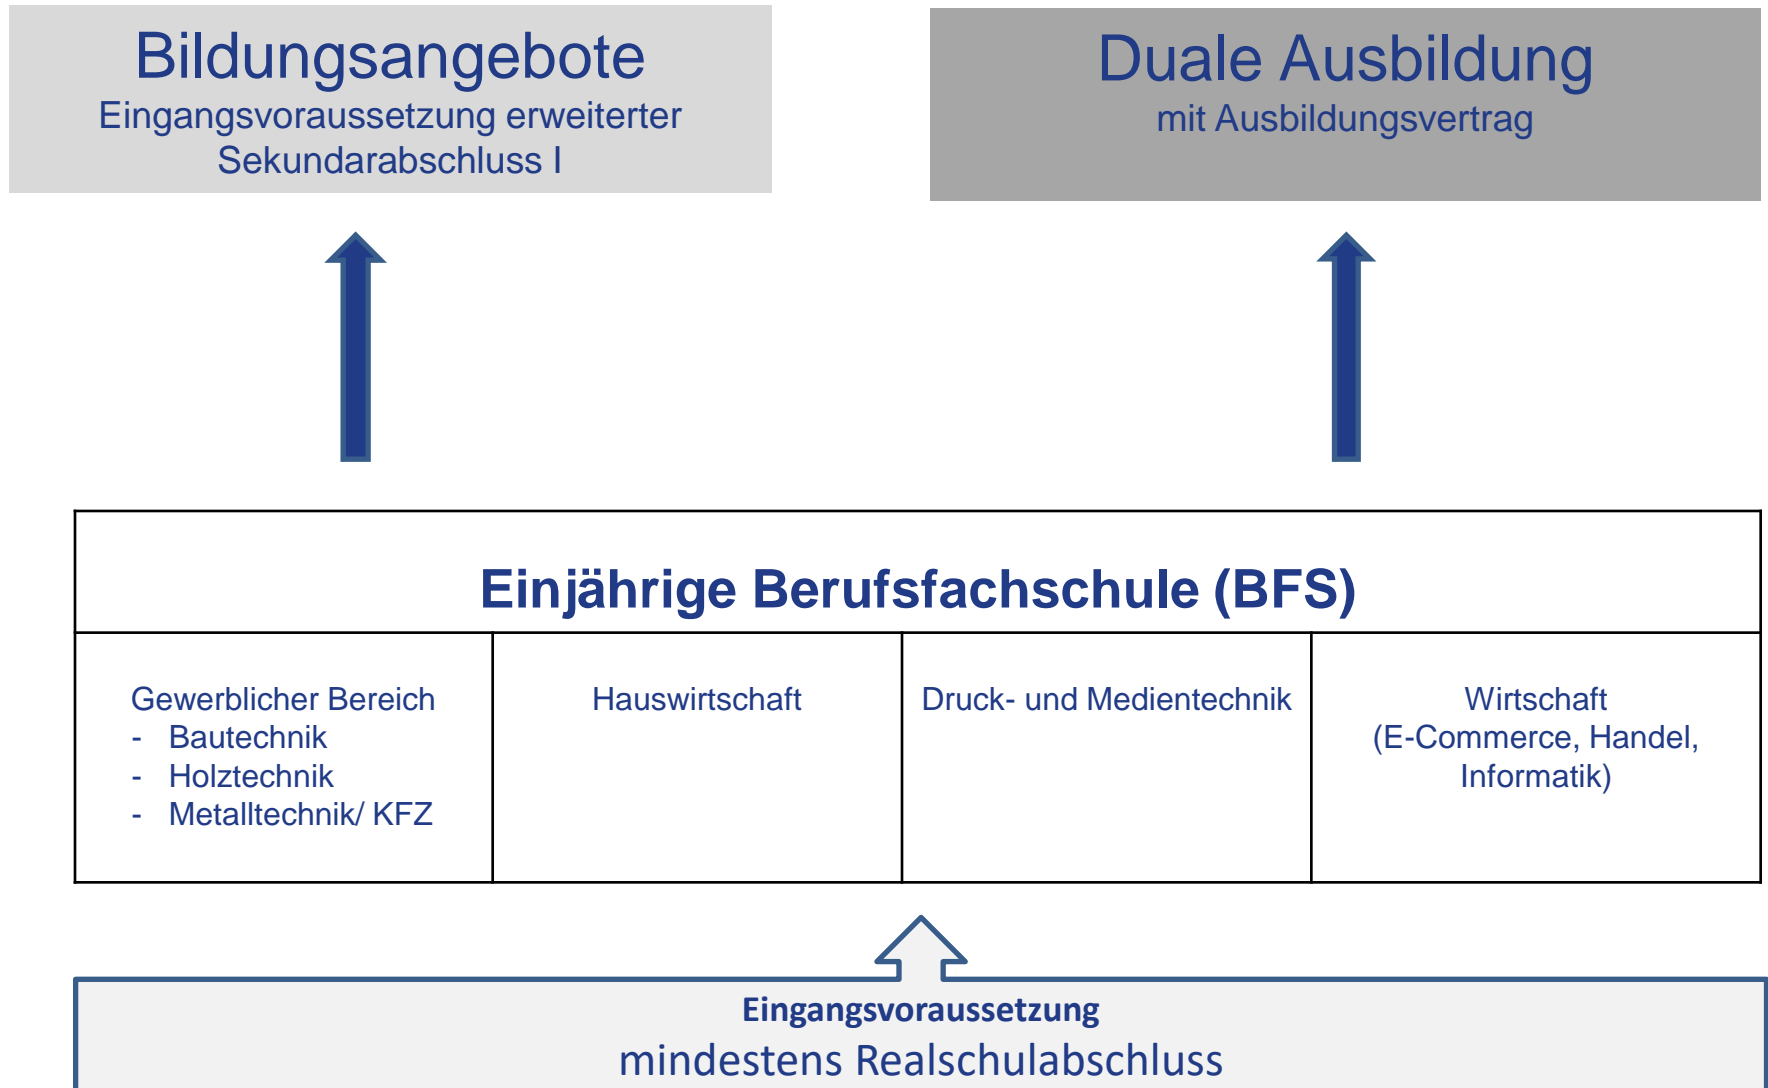 Bildungsangebote
Eingangsvoraussetzung erweiterter
Sekundarabschluss I
Duale Ausbildung
mit Ausbildungsvertrag
Einjährige Berufsfachschule (BFS)
Gewerblicher Bereich
- Bautechnik
- Holztechnik
- Metalltechnik/ KFZ
Hauswirtschaft
Druck- und Medientechnik
Wirtschaft
(E-Commerce, Handel,
Informatik)
Eingangsvoraussetzung
mindestens Realschulabschluss